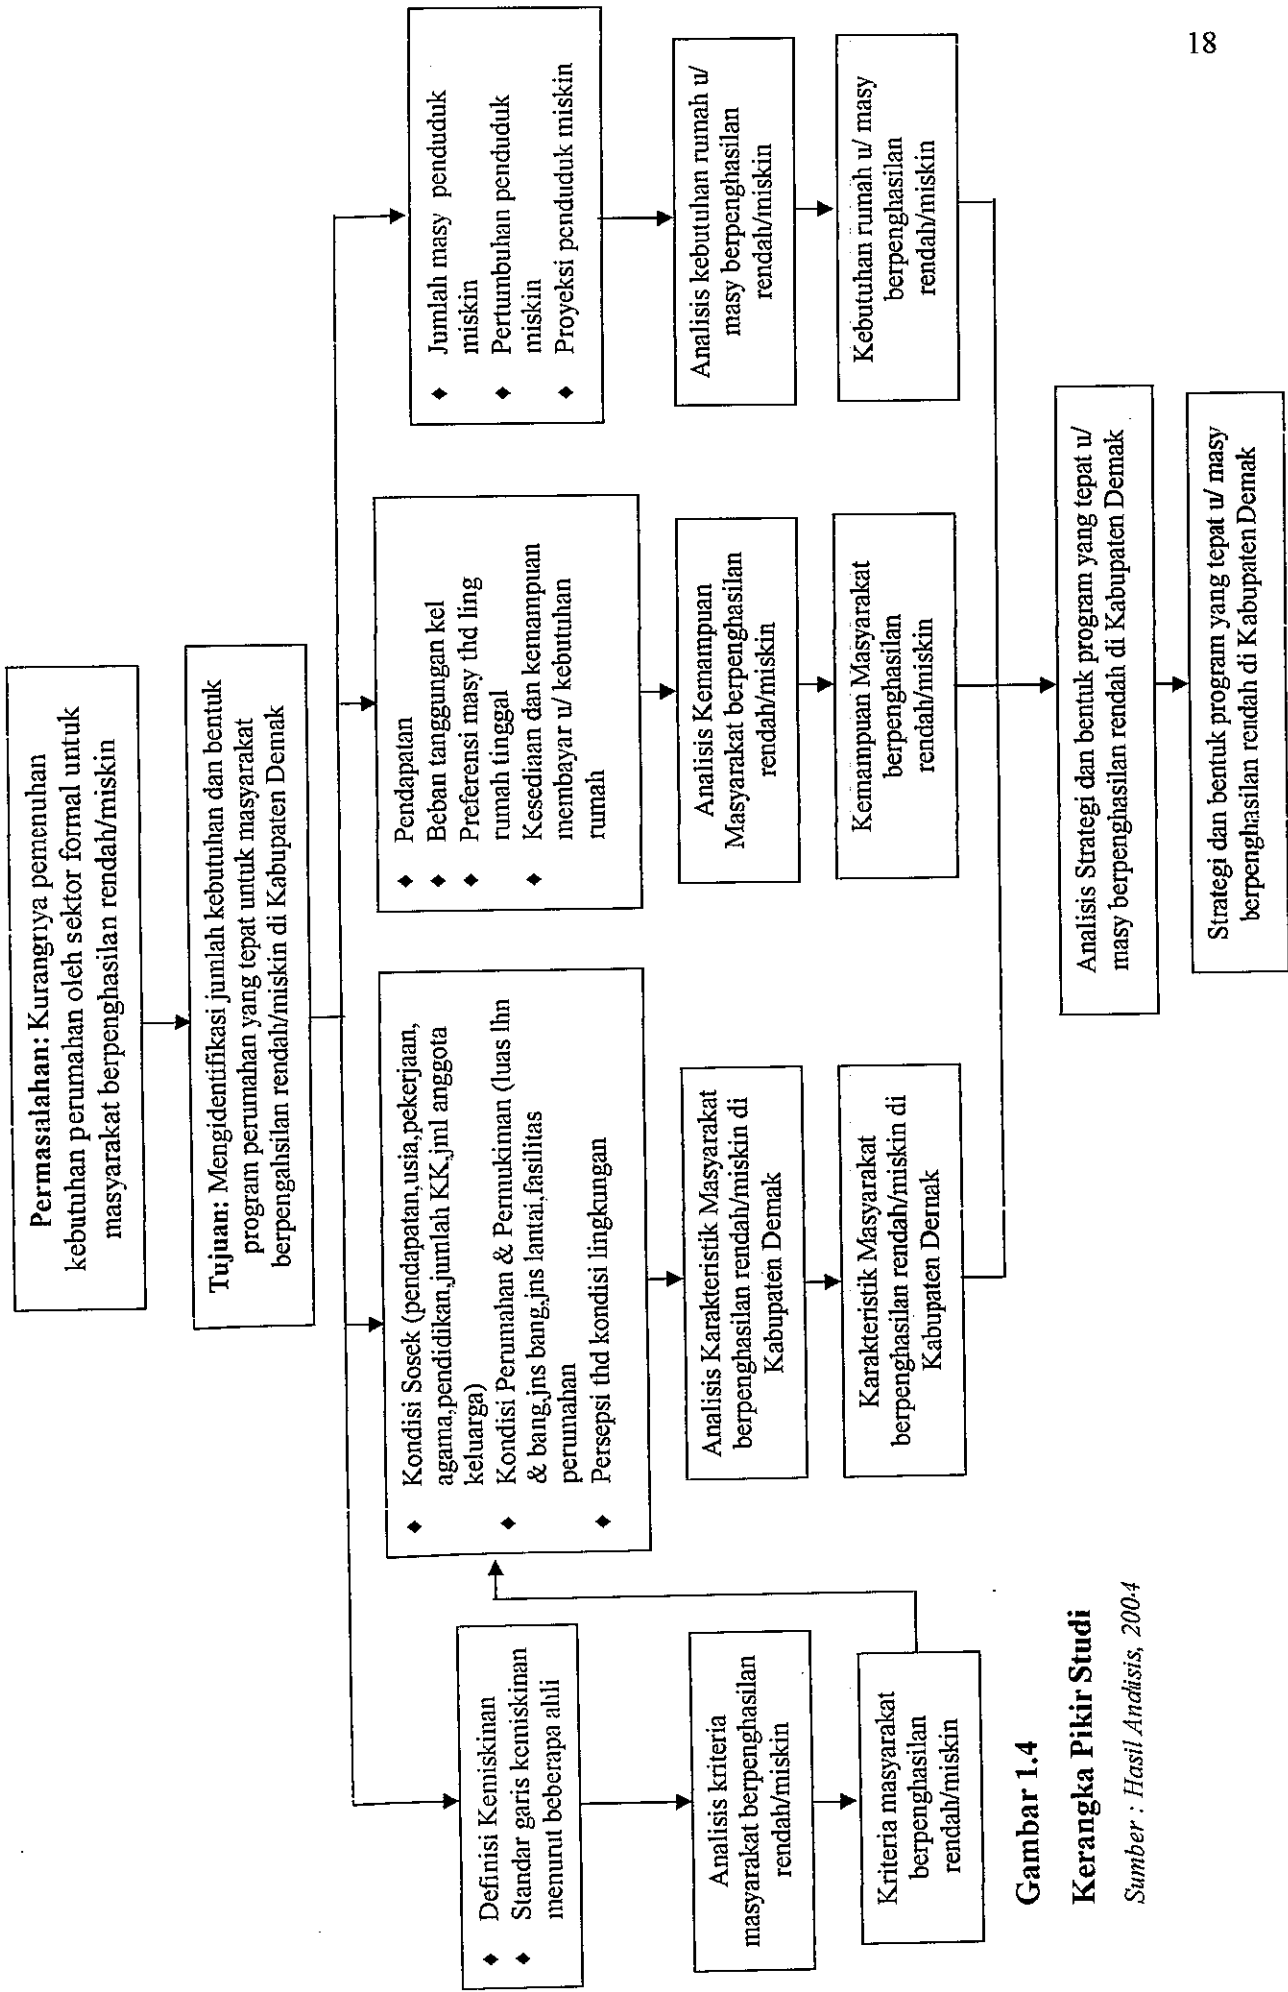 18
Permasalahan: Kurangnya pemenuhan
kebutuhan perumahan oleh sektor formal untuk
masyarakat berpenghasilan rendah/miskin
Tujuan: Mengidentifikasi jumlah kebutuhan dan bentuk
program perumahan yang tepat untuk masyarakat
berpengahsilan rendah/miskin di Kabupaten Demak
♦ Definisi Kemiskinan
♦ Standar garis kemiskinan
menurut beberapa ahli
Analisis kriteria
masyarakat berpenghasilan
rendah/miskin
Kriteria masyarakat
berpenghasilan
rendah/miskin
♦ Kondisi Sosek (pendapatan,usia,pekerjaan,
agama,pendidikan,jumlah KK,jml anggota
keluarga)
♦ Kondisi Perumahan & Permukiman (luas lhn
& bang,jns bang,jns lantai,fasilitas
perumahan
♦ Persepsi thd kondisi lingkungan
Analisis Karakteristik Masyarakat
berpenghasilan rendah/miskin di
Kabupaten Demak
Karakteristik Masyarakat
berpenghasilan rendah/miskin di
Kabupaten Demak
♦ Pendapatan
♦ Beban tanggungan kel
♦ Preferensi masy thd ling
rumah tinggal
♦ Kesediaan dan kemampuan
membayar u/ kebutuhan
rumah
Analisis Kemampuan
Masyarakat berpenghasilan
rendah/miskin
Kemampuan Masyarakat
berpenghasilan
rendah/miskin
♦ Jumlah masy penduduk
miskin
♦ Pertumbuhan penduduk
miskin
♦ Proyeksi penduduk miskin
Analisis kebutuhan rumah u/
masy berpenghasilan
rendah/miskin
Kebutuhan rumah u/ masy
berpenghasilan
rendah/miskin
Analisis Strategi dan bentuk program yang tepat u/
masy berpenghasilan rendah di Kabupaten Demak
Strategi dan bentuk program yang tepat u/ masy
berpenghasilan rendah di Kabupaten Demak
Gambar 1.4
Kerangka Pikir Studi
Sumber : Hasil Analisis, 2004